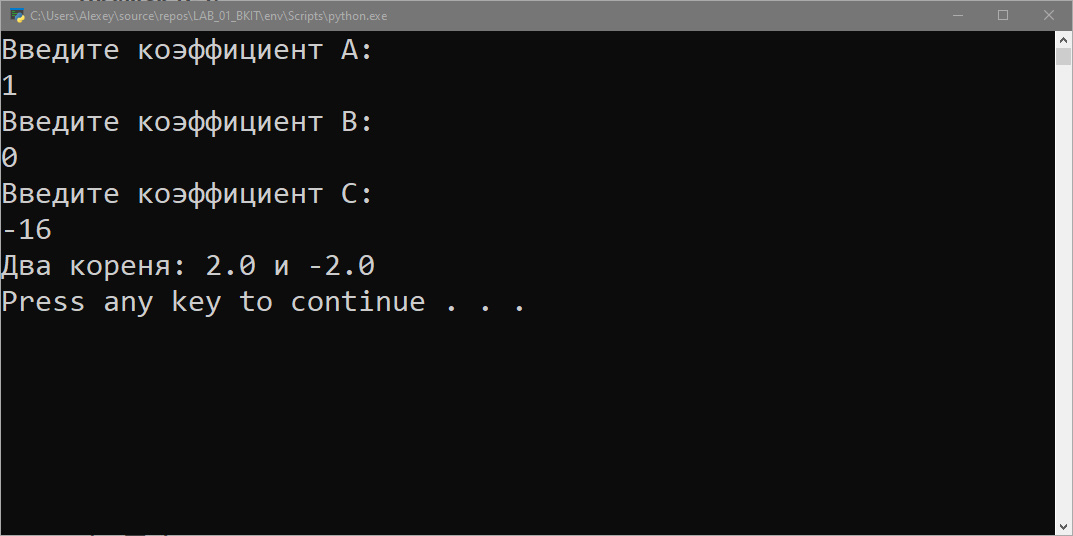 C:\Users\Alexey\source\repos\LAB_01_BKIT\env\Scripts\python.exe
Введите коэффициент A:
1
Введите коэффициент B:
0
Введите коэффициент C:
-16
Два кореня: 2.0 и -2.0
Press any key to continue . . .